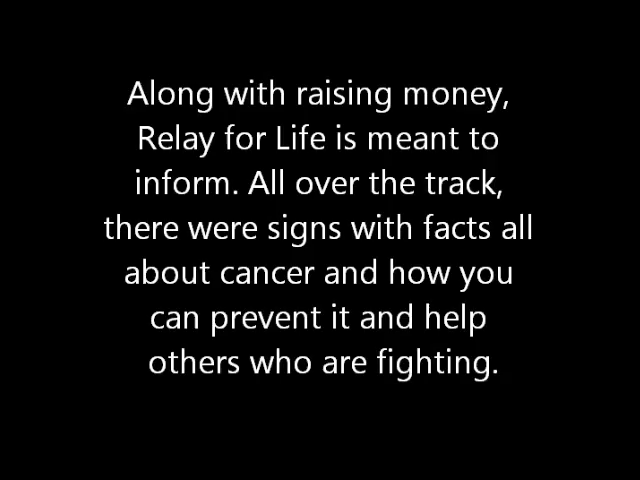 Along with raising money,
Relay for Life is meant to
inform. All over the track,
there were signs with facts all
about cancer and how you
can prevent it and help
others who are fighting.